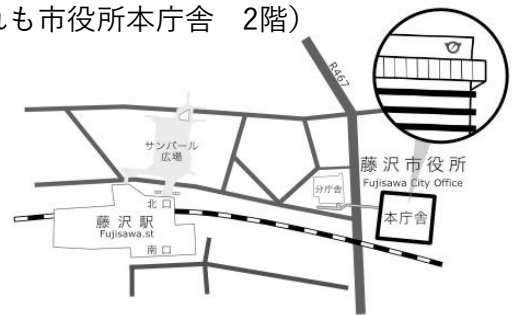 れも市役所本庁舎　2階）
R467
サンパール
広場
藤沢市役所
Fujisawa City Office
分庁舎
本庁舎
北口
藤沢駅
Fujisawa.st
南口